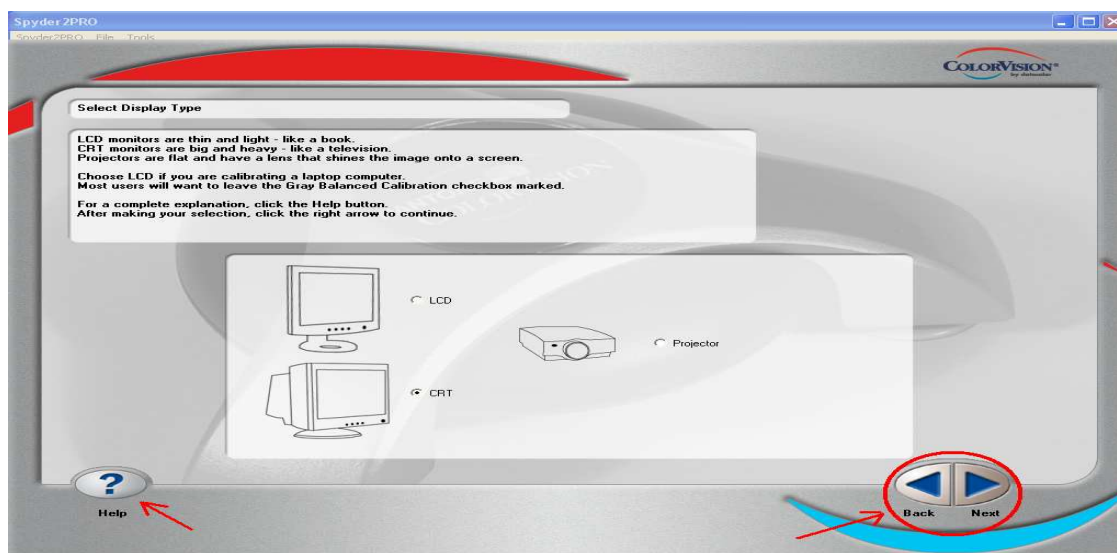 Spyder2PRO
Spyder2PRO File Tools
COLORVISION®
by datacolor
Select Display Type
LCD monitors are thin and light - like a book.
CRT monitors are big and heavy - like a television.
Projectors are flat and have a lens that shines the image onto a screen.
Choose LCD if you are calibrating a laptop computer.
Most users will want to leave the Gray Balanced Calibration checkbox marked.
For a complete explanation, click the Help button.
After making your selection, click the right arrow to continue.
LCD
Projector
CRT
?
Help
Back Next